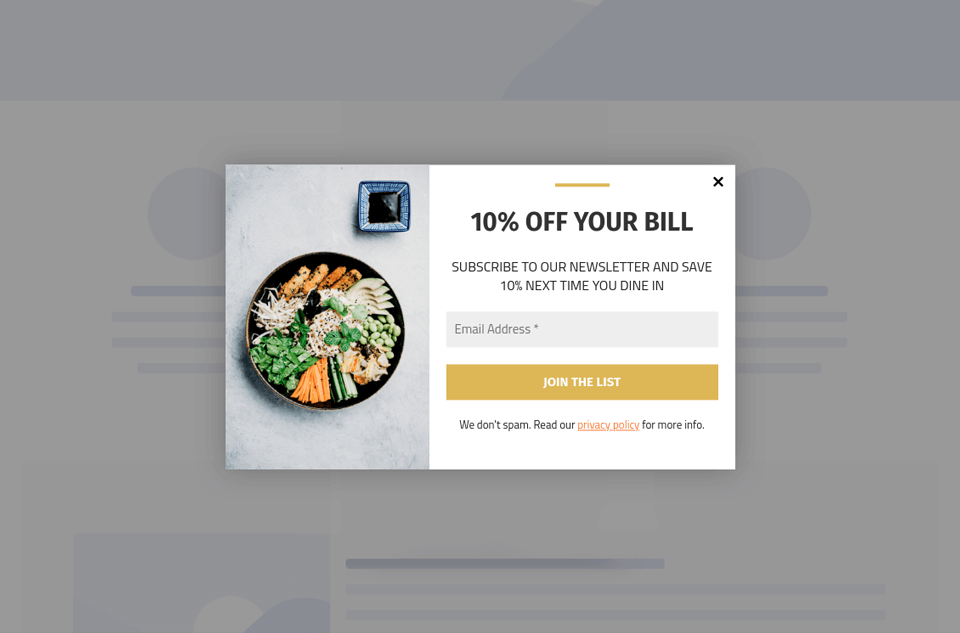 10% OFF YOUR BILL
SUBSCRIBE TO OUR NEWSLETTER AND SAVE
10% NEXT TIME YOU DINE IN
Email Address *
JOIN THE LIST
We don't spam. Read our privacy policy for more info.